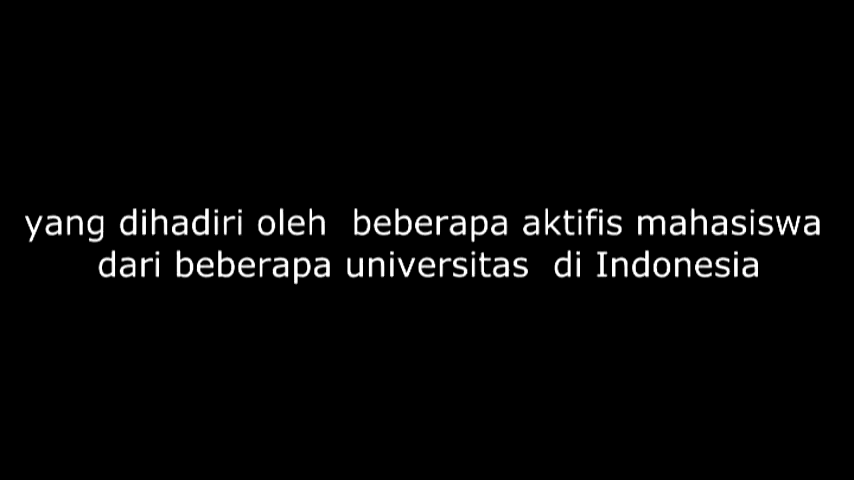 yang dihadiri oleh  beberapa aktifis mahasiswa
dari beberapa universitas  di Indonesia